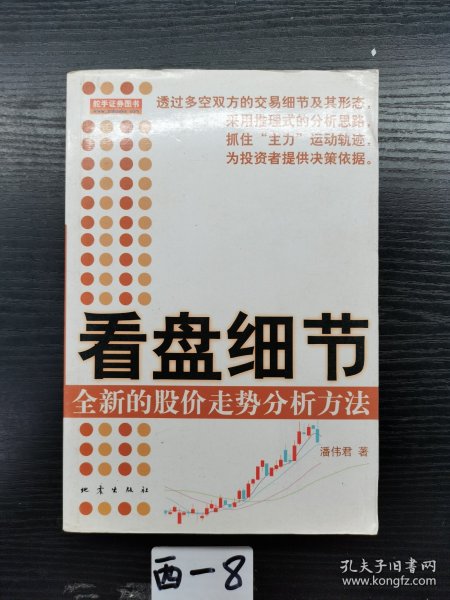 舵手证券图书
透过多空双方的交易细节及其形态，
采用推理式的分析思路，
抓住“主力”运动轨迹，
为投资者提供决策依据。
看盘细节
全新的股价走势分析方法
潘伟君 著
地震出版社
西一8
孔夫子旧书网
www.kongfz.com